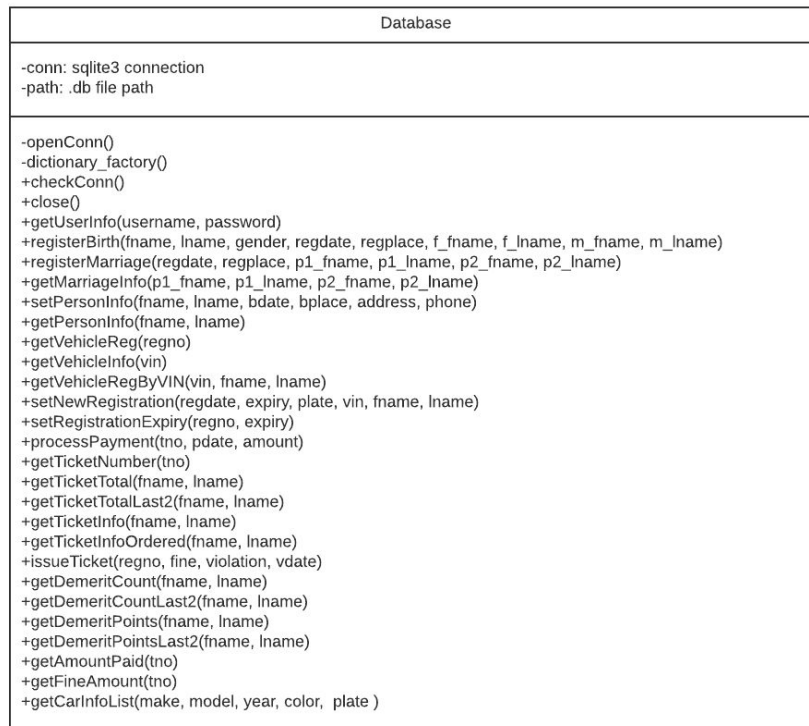 Database
-conn: sqlite3 connection
-path: .db file path
-openConn()
-dictionary_factory()
+checkConn()
+close()
+getUserInfo(username, password)
+registerBirth(fname, lname, gender, regdate, regplace, f_fname, f_lname, m_fname, m_lname)
+registerMarriage(regdate, regplace, p1_fname, p1_lname, p2_fname, p2_lname)
+getMarriageInfo(p1_fname, p1_lname, p2_fname, p2_lname)
+setPersonInfo(fname, lname, bdate, bplace, address, phone)
+getPersonInfo(fname, lname)
+getVehicleReg(regno)
+getVehicleInfo(vin)
+getVehicleRegByVIN(vin, fname, lname)
+setNewRegistration(regdate, expiry, plate, vin, fname, lname)
+setRegistrationExpiry(regno, expiry)
+processPayment(tno, pdate, amount)
+getTicketNumber(tno)
+getTicketTotal(fname, lname)
+getTicketTotalLast2(fname, lname)
+getTicketInfo(fname, lname)
+getTicketInfoOrdered(fname, lname)
+issueTicket(regno, fine, violation, vdate)
+getDemeritCount(fname, lname)
+getDemeritCountLast2(fname, lname)
+getDemeritPoints(fname, lname)
+getDemeritPointsLast2(fname, lname)
+getAmountPaid(tno)
+getFineAmount(tno)
+getCarInfoList(make, model, year, color, plate )